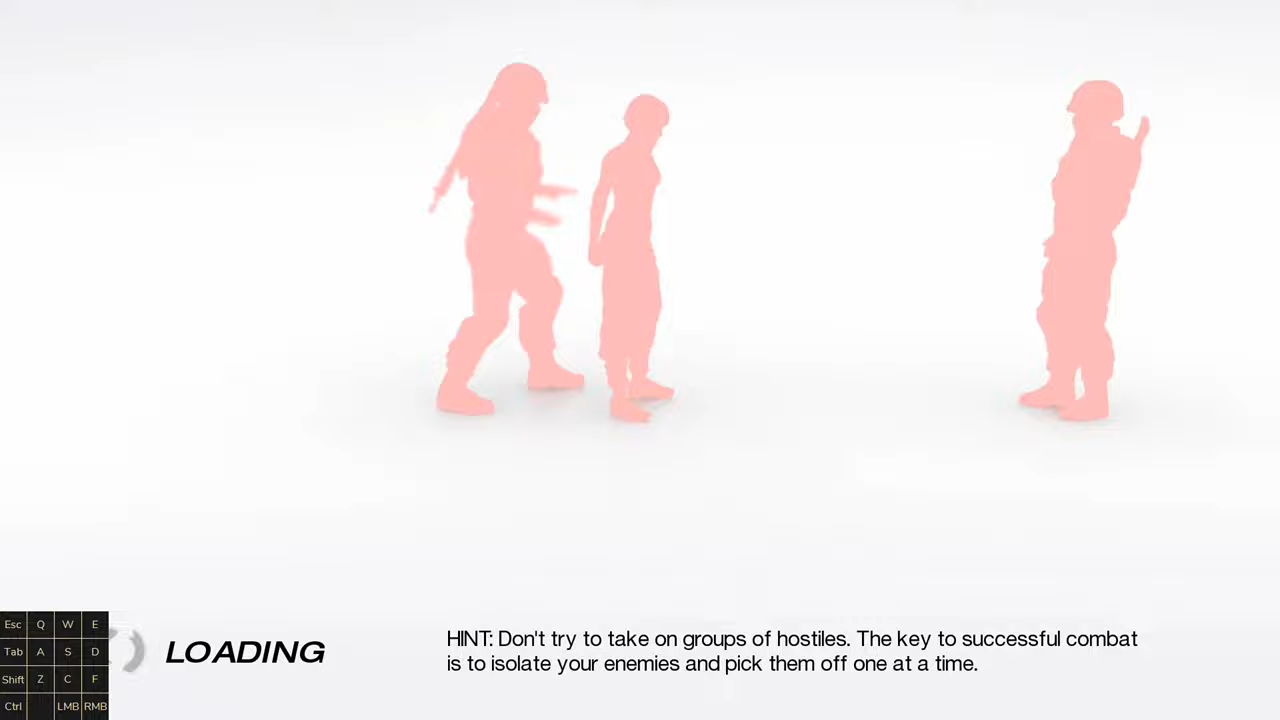 Esc Q W E
Tab A S D
Shift Z C F
Ctrl LMB RMB
LOADING
HINT: Don't try to take on groups of hostiles. The key to successful combat
is to isolate your enemies and pick them off one at a time.